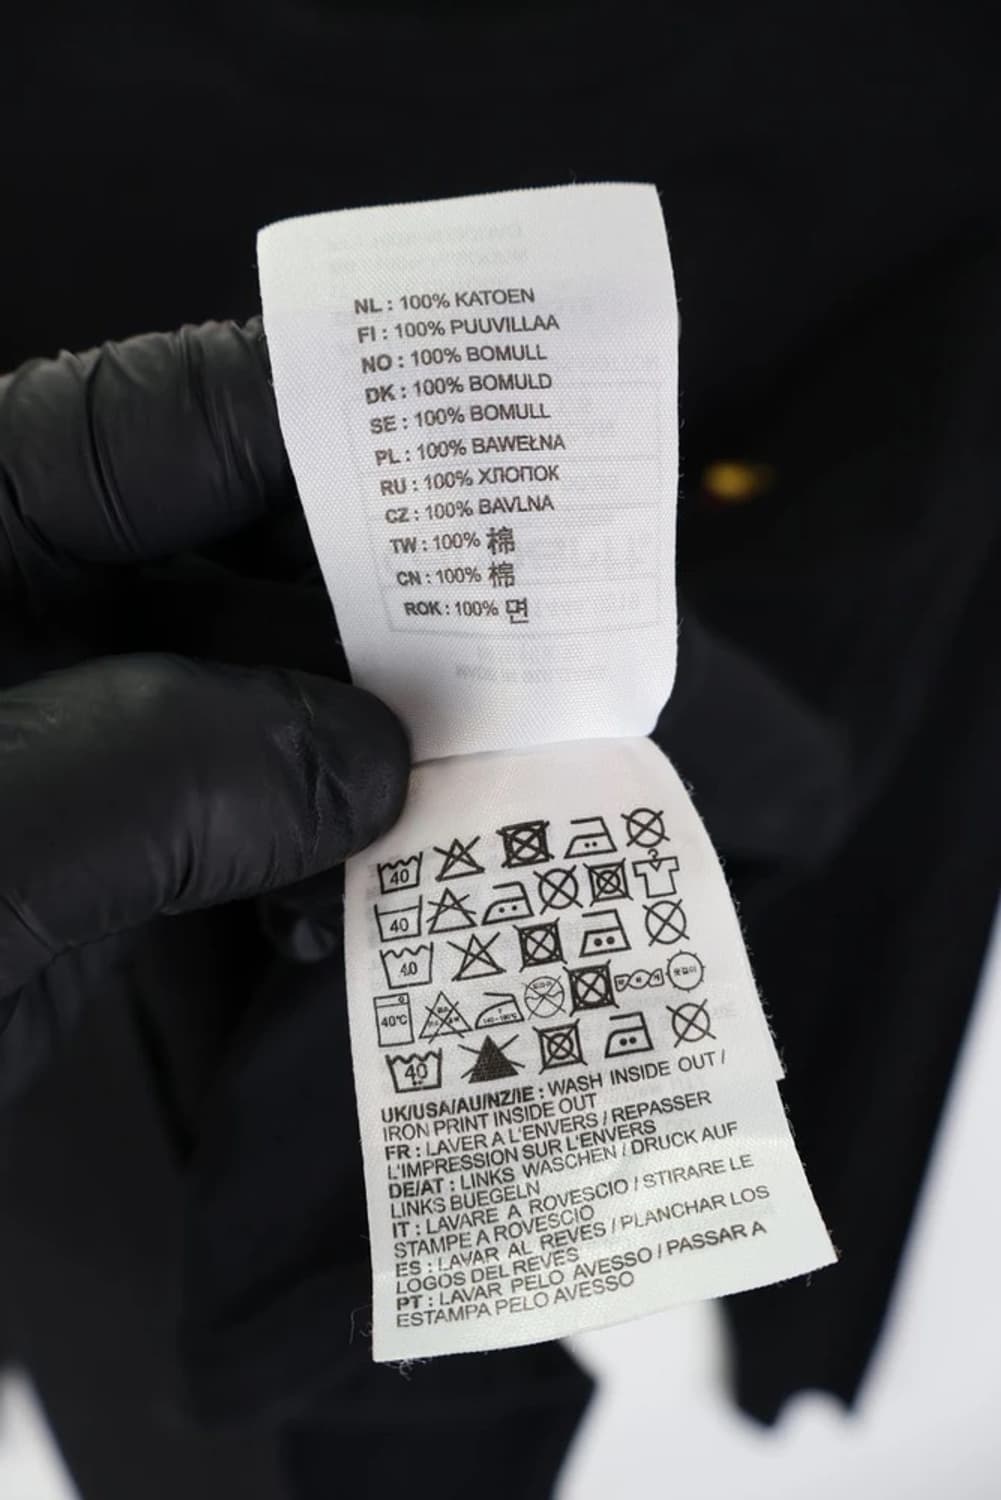 NL : 100% KATOEN
FI : 100% PUUVILLAA
NO : 100% BOMULL
DK : 100% BOMULD
SE : 100% BOMULL
PL : 100% BAWEŁNA
RU : 100% ХЛОПОК
CZ : 100% BAVLNA
TW : 100% 棉
CN : 100% 棉
ROK : 100% 면
40
40
40
40℃
40
UK/USA/AU/NZ/IE : WASH INSIDE OUT /
IRON PRINT INSIDE OUT
FR : LAVER A L'ENVERS / REPASSER
L'IMPRESSION SUR L'ENVERS
DE/AT : LINKS WASCHEN / DRUCK AUF
LINKS BUEGELN
IT : LAVARE A ROVESCIO / STIRARE LE
STAMPE A ROVESCIO
ES : LAVAR AL REVES / PLANCHAR LOS
LOGOS DEL REVES
PT : LAVAR PELO AVESSO / PASSAR A
ESTAMPA PELO AVESSO